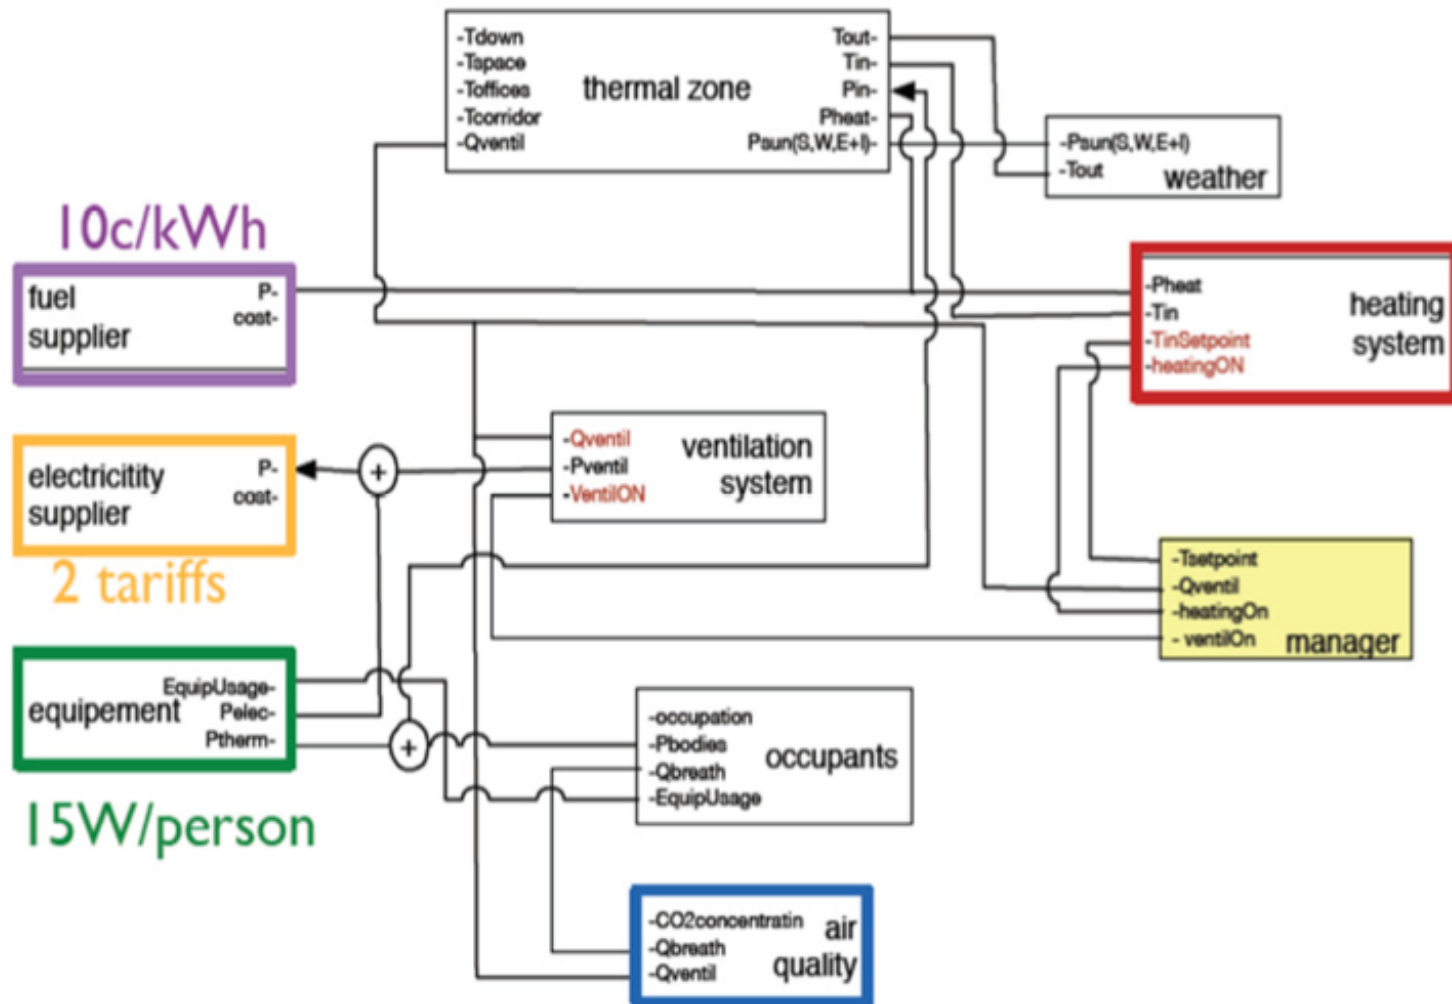 -Tdown
-Tspace
-Toffices
-Tcorridor
-Qventil
thermal zone
Tout-
Tin-
Pin-
Pheat-
Psun(S,W,E+I)-
-Psun(S,W,E+I)
-Tout
weather
10c/kWh
fuel
supplier
P-
cost-
-Pheat
-Tin
-TinSetpoint
-heatingON
heating
system
electricitity
supplier
P-
cost-
2 tariffs
+
-Qventil
-Pventil
-VentilON
ventilation
system
-Tsetpoint
-Qventil
-heatingOn
- ventilOn
manager
equipement
EquipUsage-
Pelec-
Ptherm-
15W/person
+
-occupation
-Pbodies
-Qbreath
-EquipUsage
occupants
-CO2concentratin
-Qbreath
-Qventil
air
quality